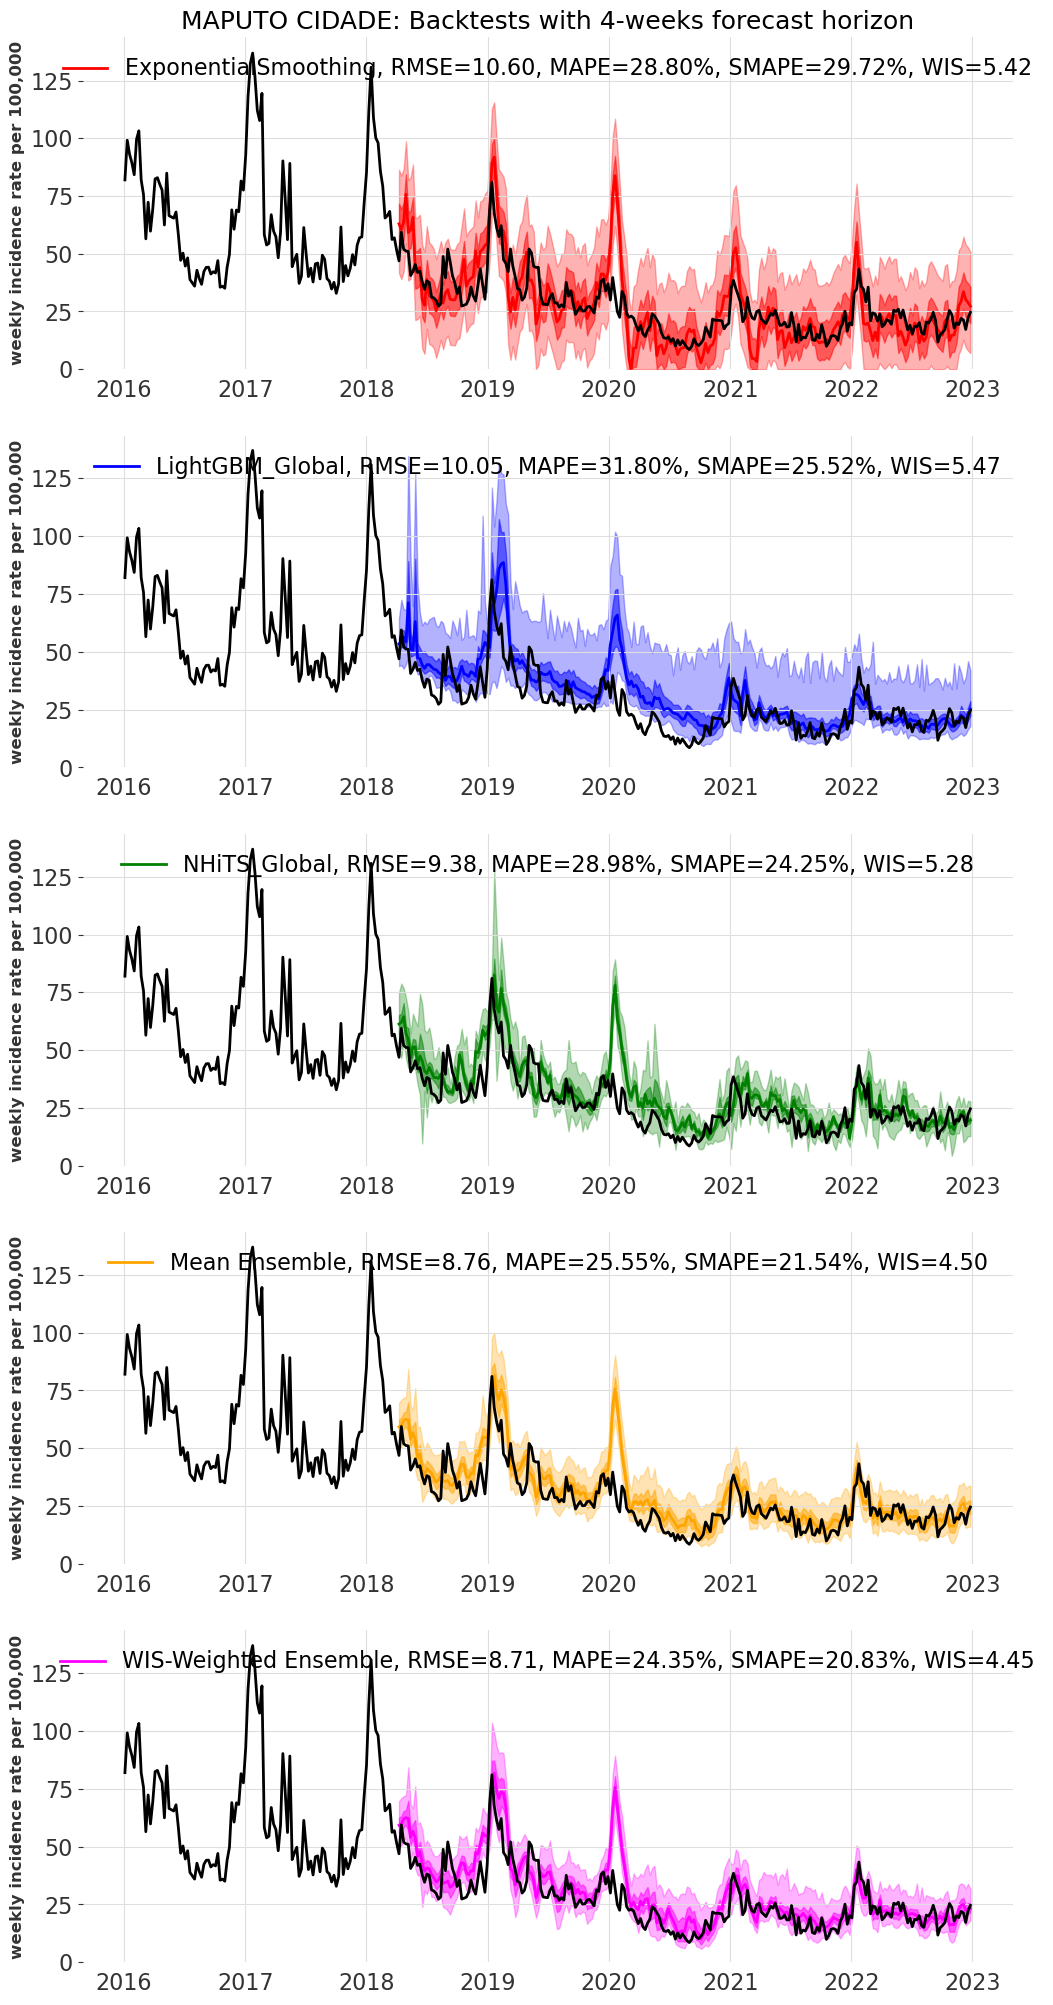 MAPUTO CIDADE: Backtests with 4-weeks forecast horizon
Exponential Smoothing, RMSE=10.60, MAPE=28.80%, SMAPE=29.72%, WIS=5.42
weekly incidence rate per 100,000
125
100
75
50
25
0
2016 2017 2018 2019 2020 2021 2022 2023
LightGBM_Global, RMSE=10.05, MAPE=31.80%, SMAPE=25.52%, WIS=5.47
weekly incidence rate per 100,000
125
100
75
50
25
0
2016 2017 2018 2019 2020 2021 2022 2023
NHiTS_Global, RMSE=9.38, MAPE=28.98%, SMAPE=24.25%, WIS=5.28
weekly incidence rate per 100,000
125
100
75
50
25
0
2016 2017 2018 2019 2020 2021 2022 2023
Mean Ensemble, RMSE=8.76, MAPE=25.55%, SMAPE=21.54%, WIS=4.50
weekly incidence rate per 100,000
125
100
75
50
25
0
2016 2017 2018 2019 2020 2021 2022 2023
WIS-Weighted Ensemble, RMSE=8.71, MAPE=24.35%, SMAPE=20.83%, WIS=4.45
weekly incidence rate per 100,000
125
100
75
50
25
0
2016 2017 2018 2019 2020 2021 2022 2023